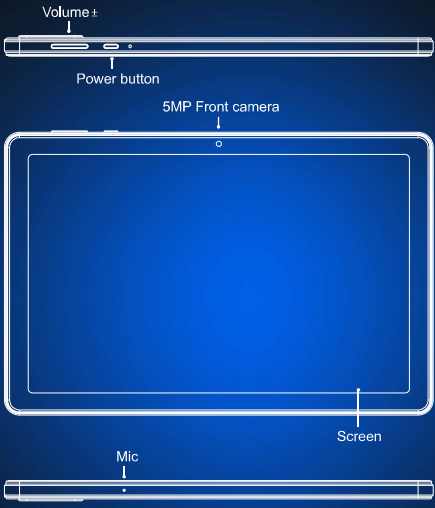 Volume±
Power button
5MP Front camera
Screen
Mic